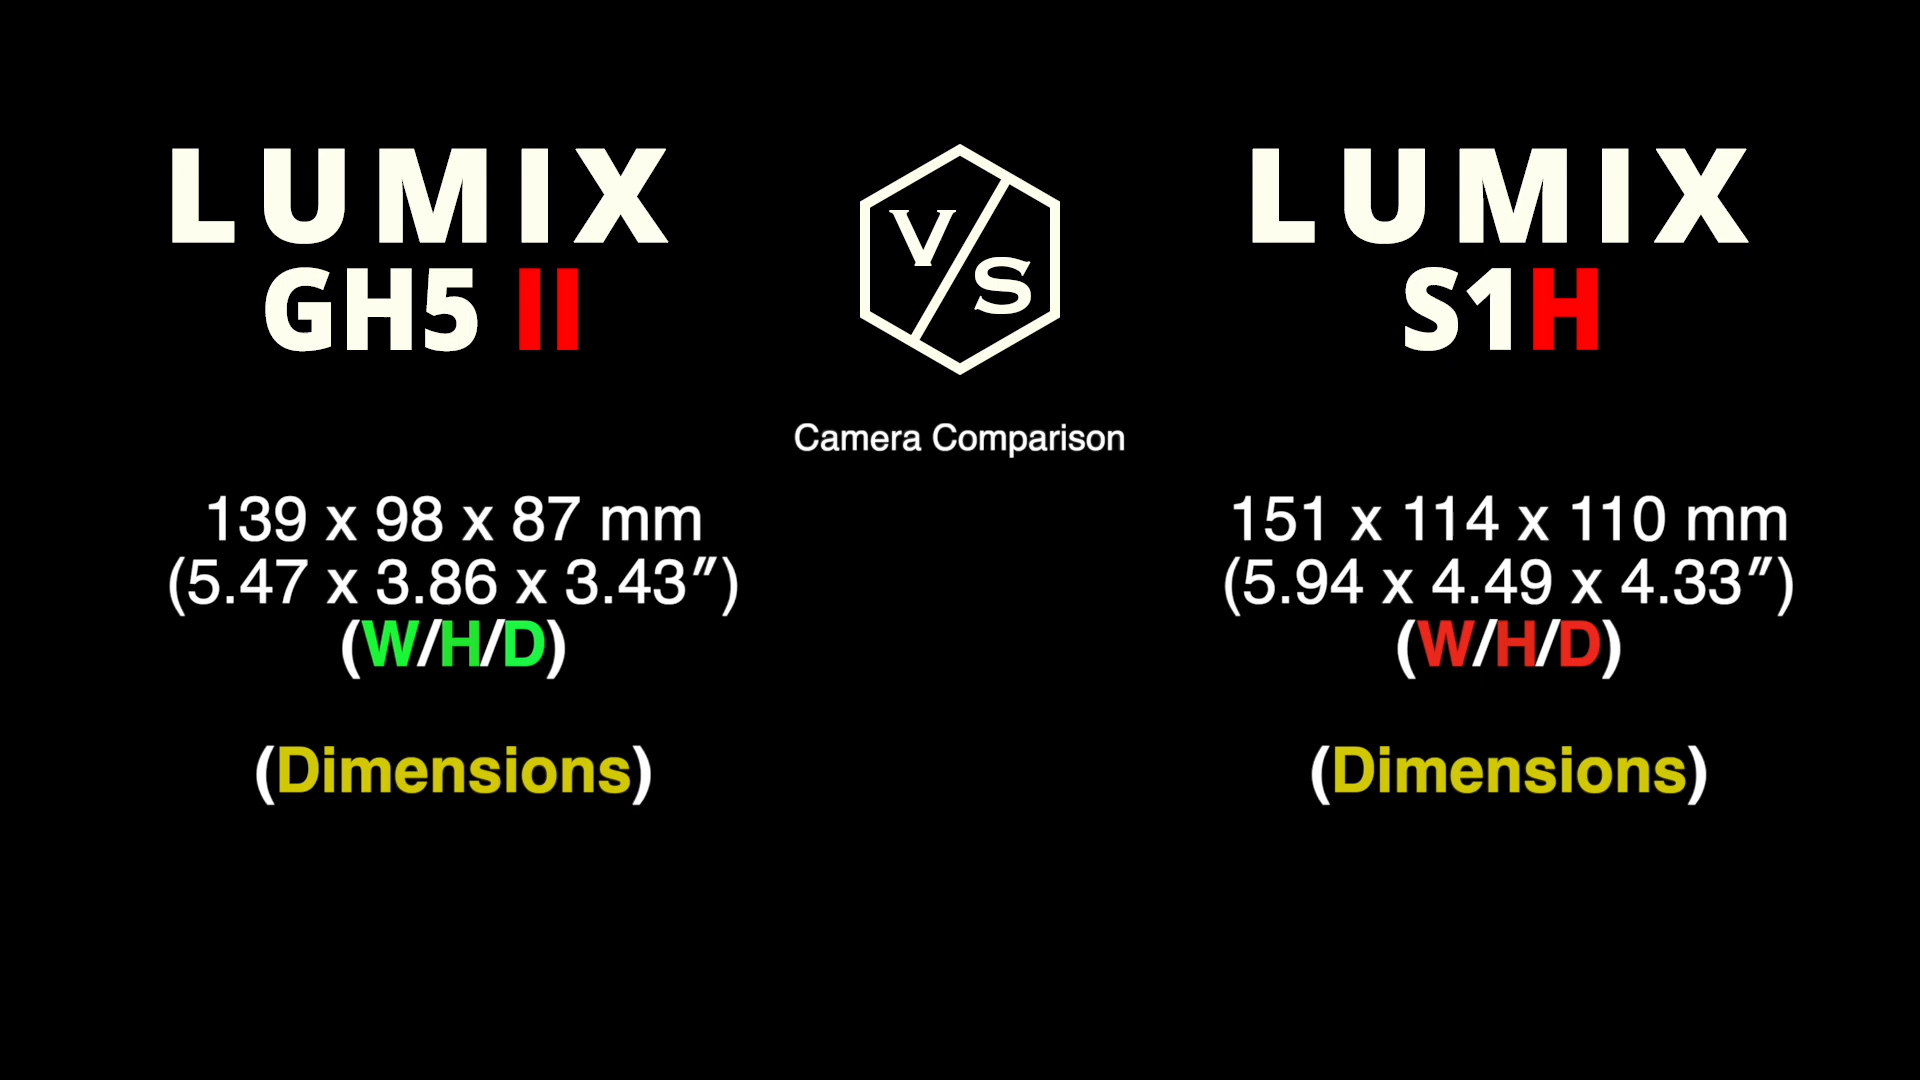 LUMIX
GH5 II
VS
LUMIX
S1H
Camera Comparison
139 x 98 x 87 mm
(5.47 x 3.86 x 3.43″)
(W/H/D)
(Dimensions)
151 x 114 x 110 mm
(5.94 x 4.49 x 4.33″)
(W/H/D)
(Dimensions)